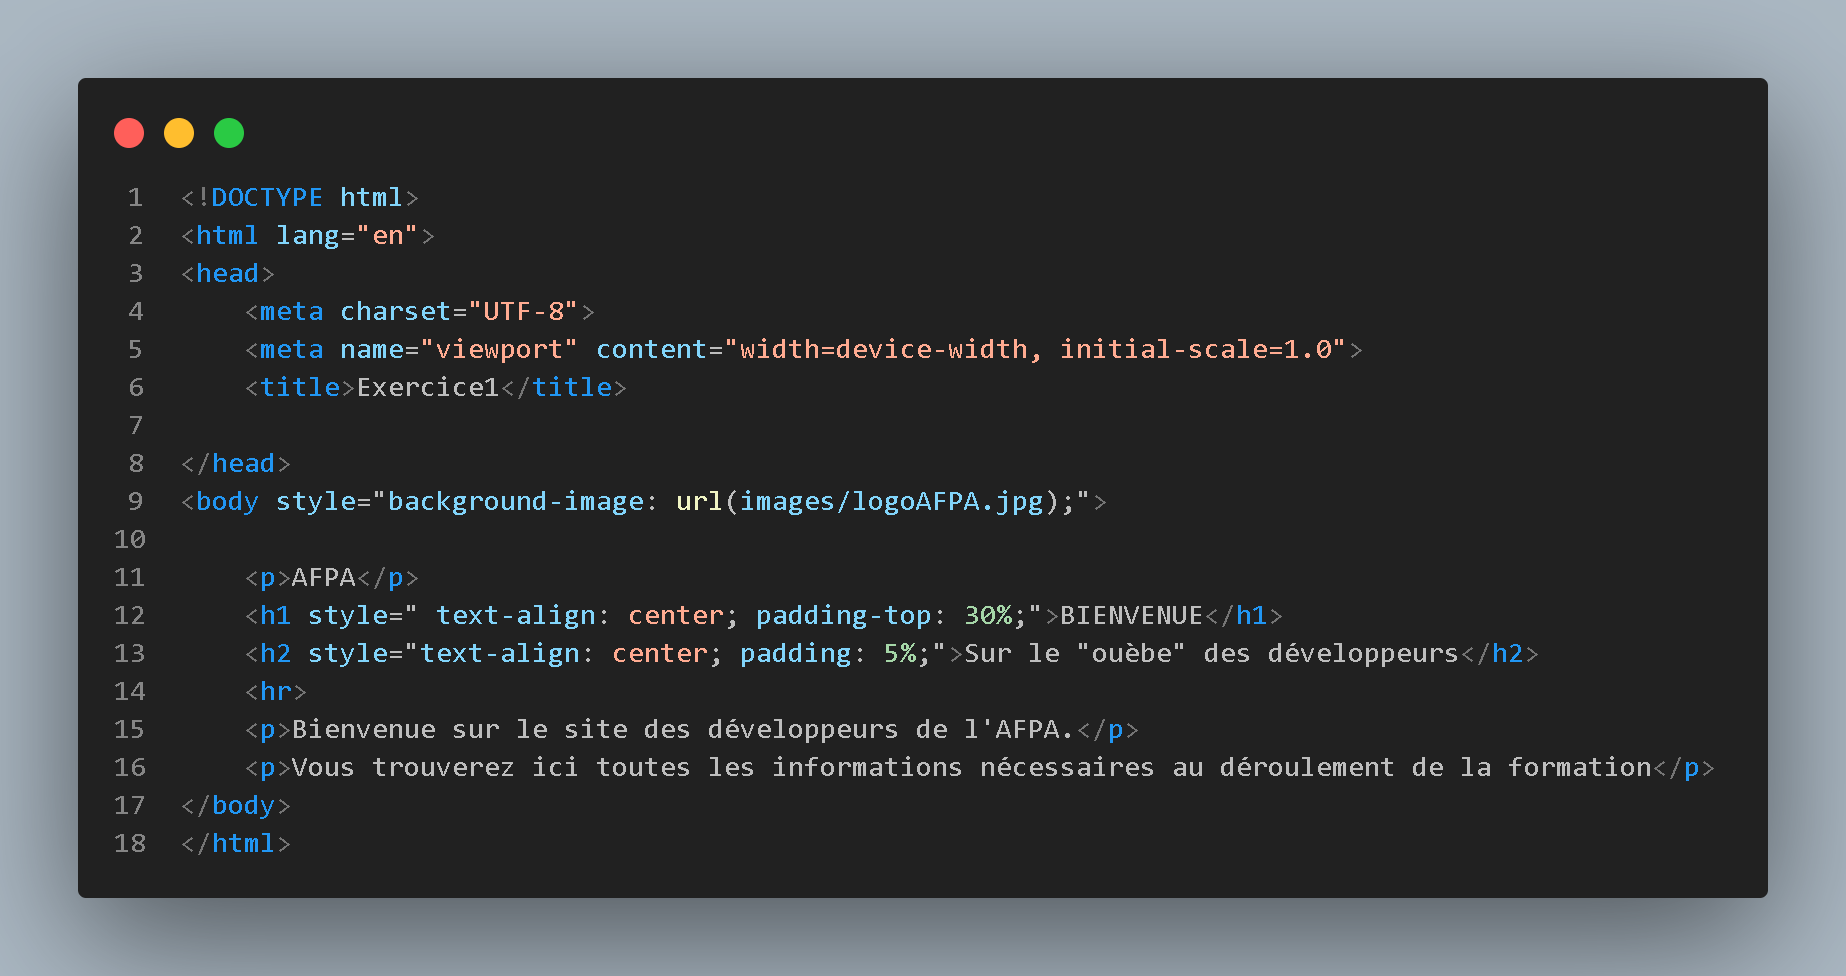 1 <!DOCTYPE html>
2 <html lang="en">
3 <head>
4     <meta charset="UTF-8">
5     <meta name="viewport" content="width=device-width, initial-scale=1.0">
6     <title>Exercice1</title>
7
8 </head>
9 <body style="background-image: url(images/logoAFPA.jpg);">
10
11     <p>AFPA</p>
12     <h1 style=" text-align: center; padding-top: 30%;">BIENVENUE</h1>
13     <h2 style="text-align: center; padding: 5%;">Sur le "ouèbe" des développeurs</h2>
14     <hr>
15     <p>Bienvenue sur le site des développeurs de l'AFPA.</p>
16     <p>Vous trouverez ici toutes les informations nécessaires au déroulement de la formation</p>
17 </body>
18 </html>